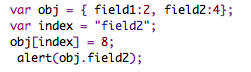 var obj = { field1:2, field2:4};
var index = "field2";
obj[index] = 8;
alert(obj.field2);